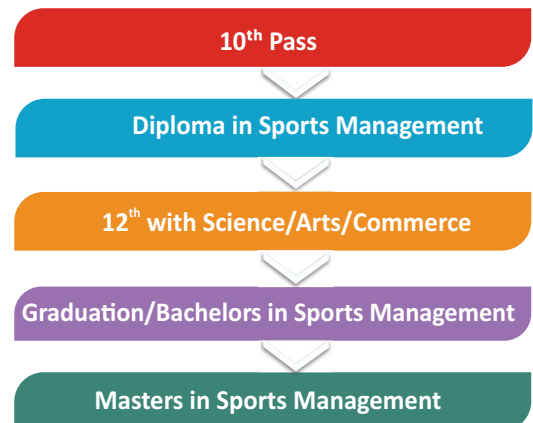 10th Pass
Diploma in Sports Management
12th with Science/Arts/Commerce
Graduation/Bachelors in Sports Management
Masters in Sports Management